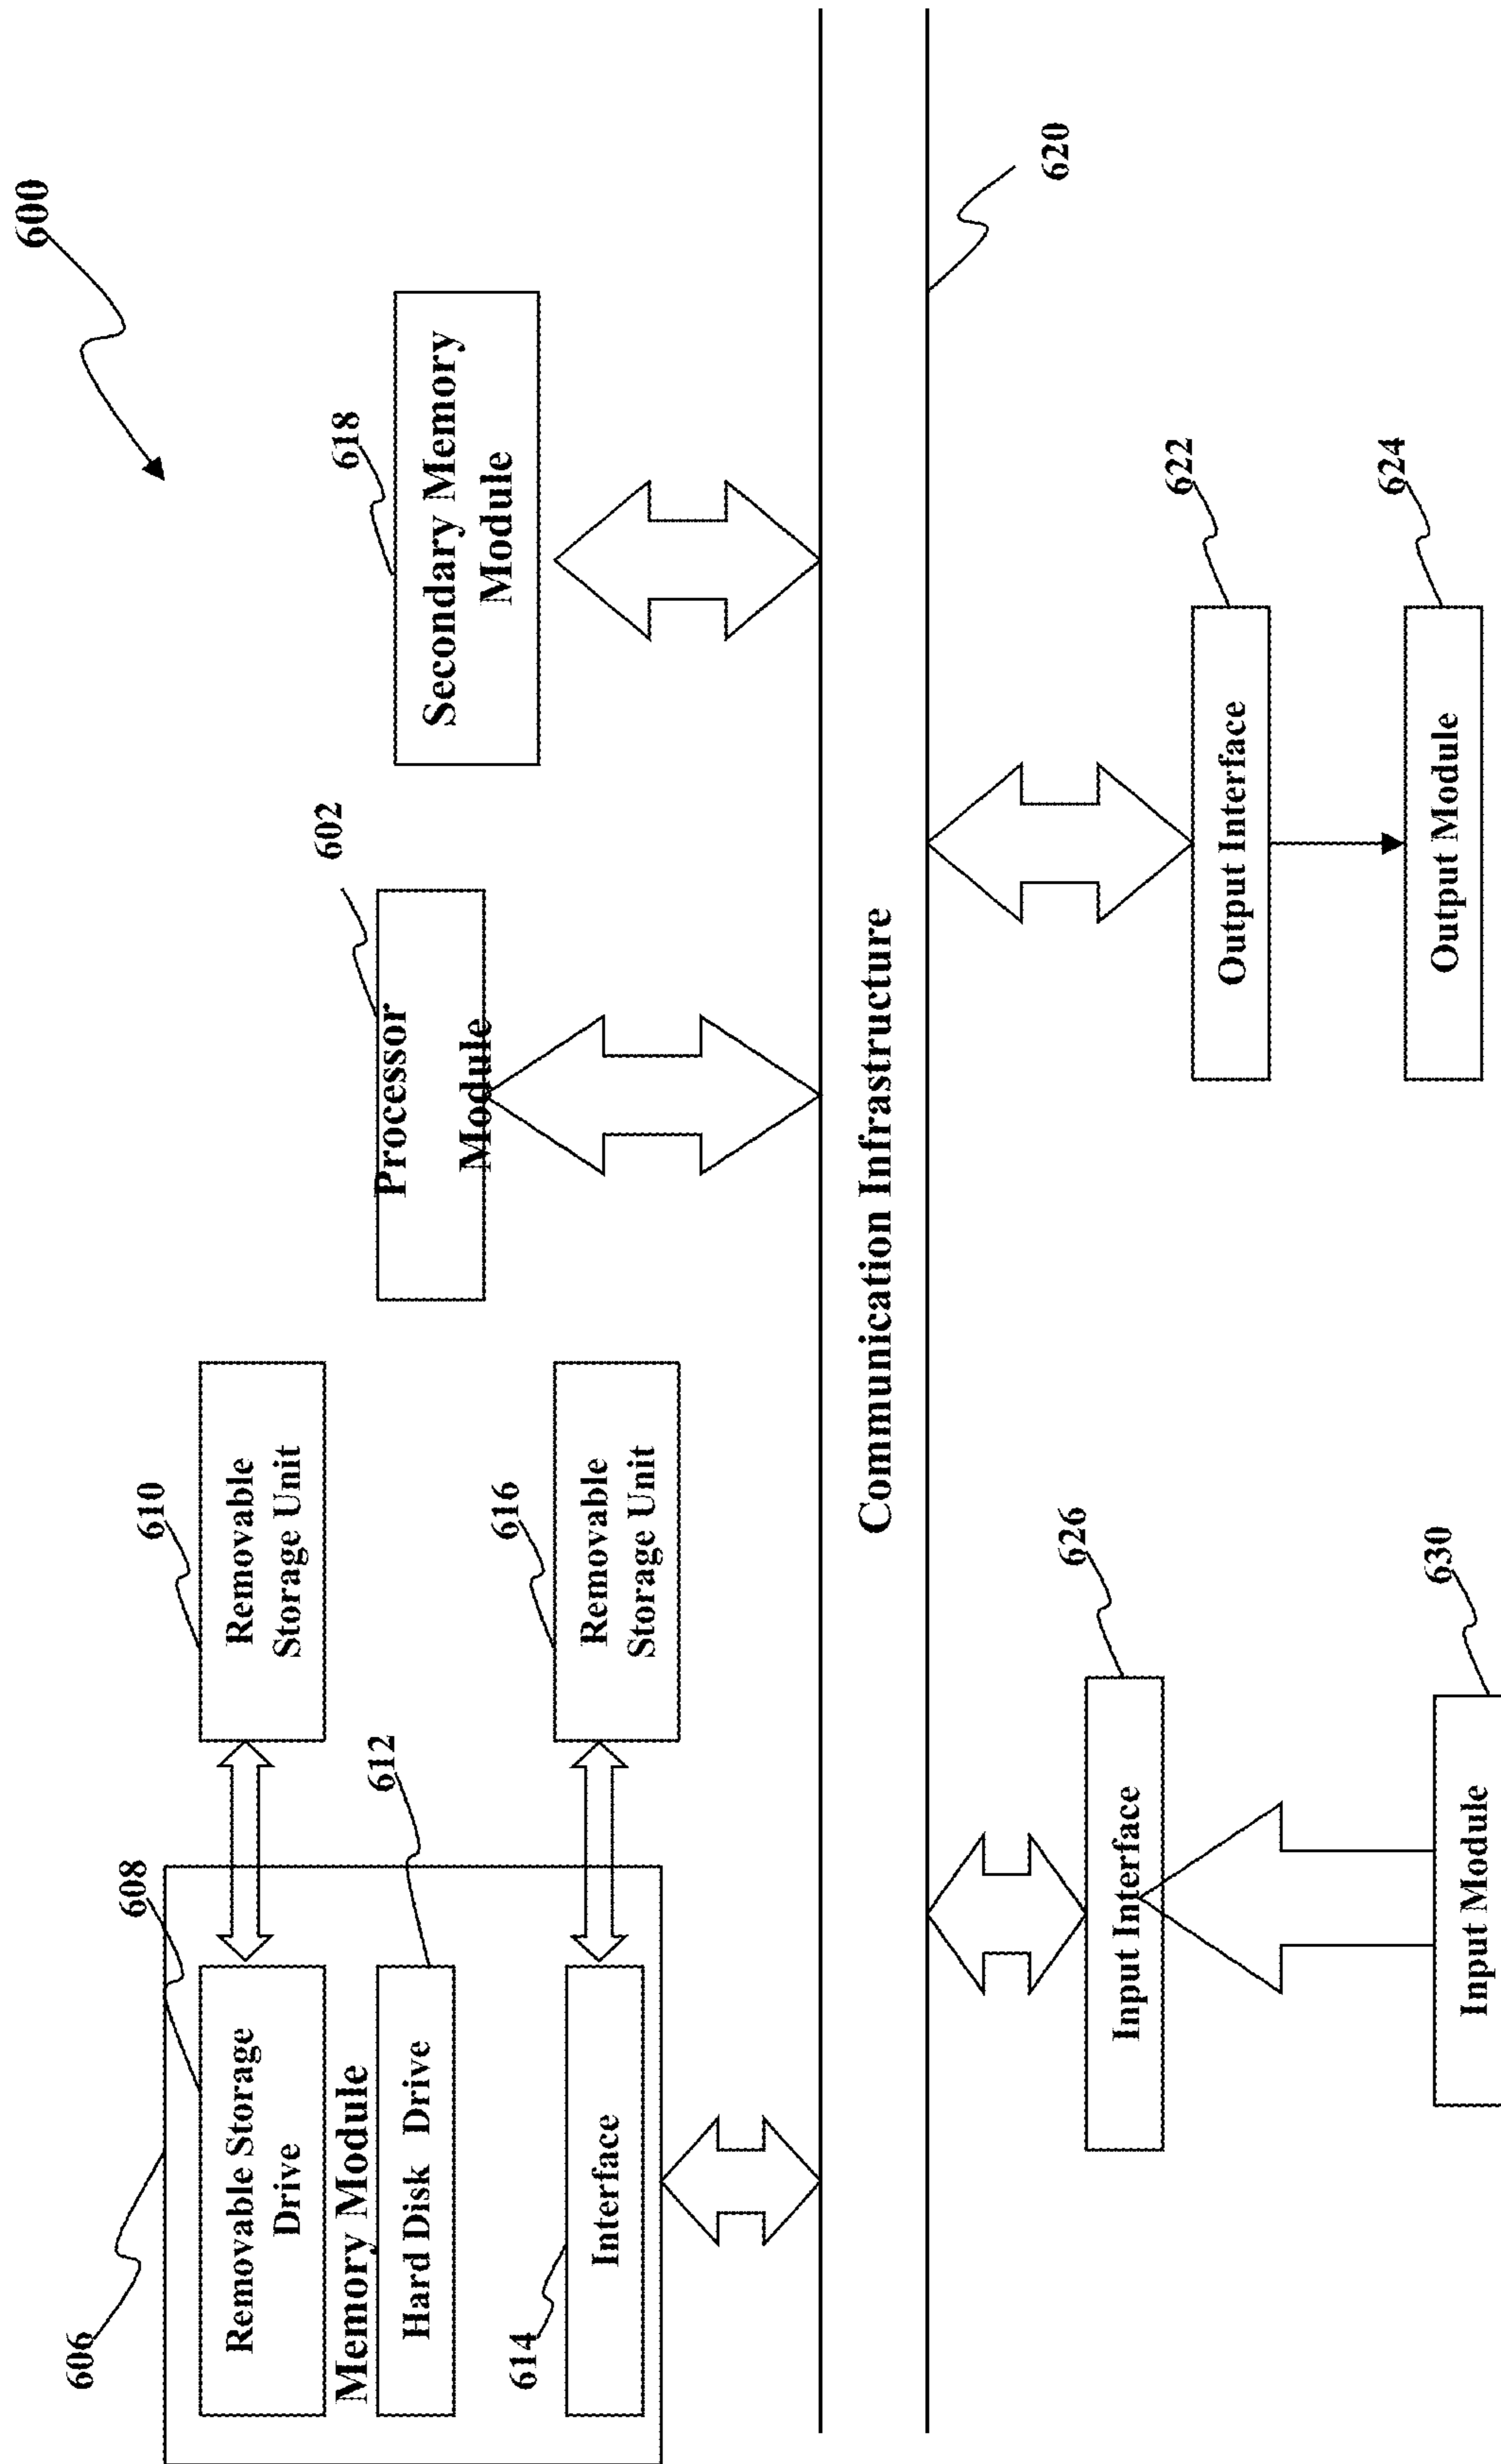 600
606
608
Removable Storage
Drive
610
Removable
Storage Unit
Memory Module
612
Hard Disk Drive
614
Interface
616
Removable
Storage Unit
602
Processor
Module
618
Secondary Memory
Module
Communication Infrastructure
620
626
Input Interface
630
Input Module
622
Output Interface
624
Output Module